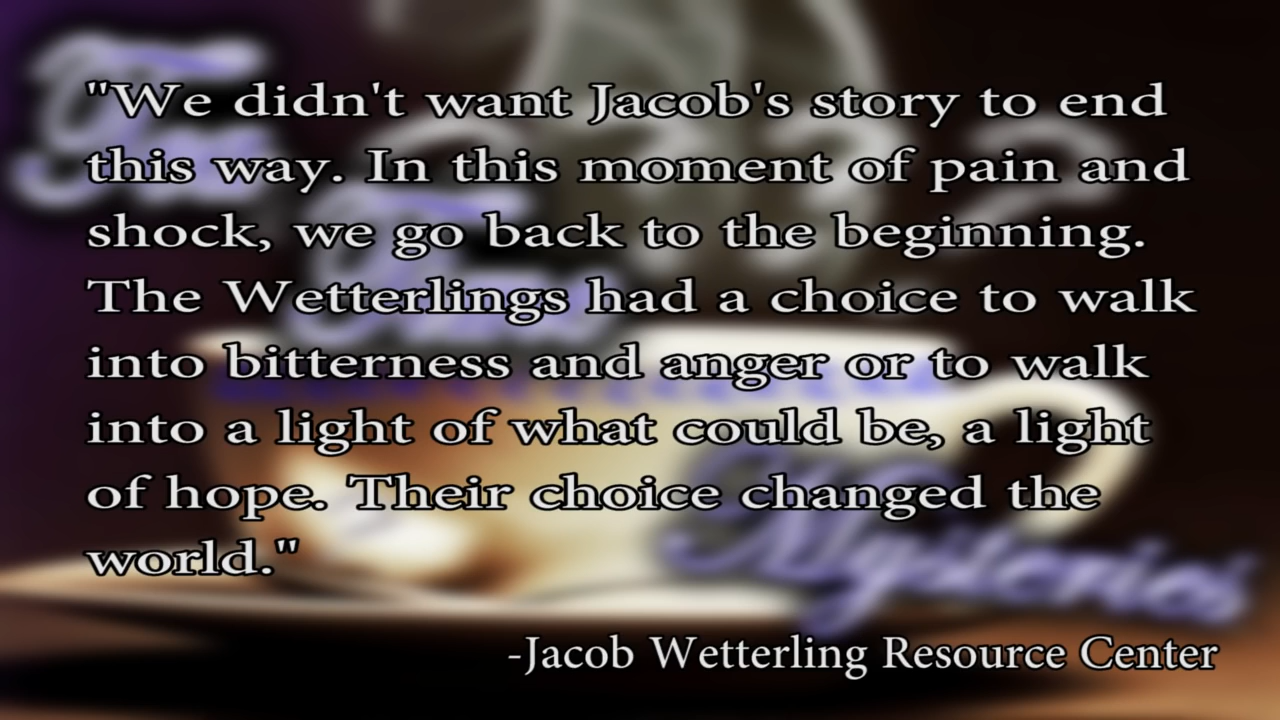 "We didn't want Jacob's story to end
this way. In this moment of pain and
shock, we go back to the beginning.
The Wetterlings had a choice to walk
into bitterness and anger or to walk
into a light of what could be, a light
of hope. Their choice changed the
world."
-Jacob Wetterling Resource Center
Mysteries